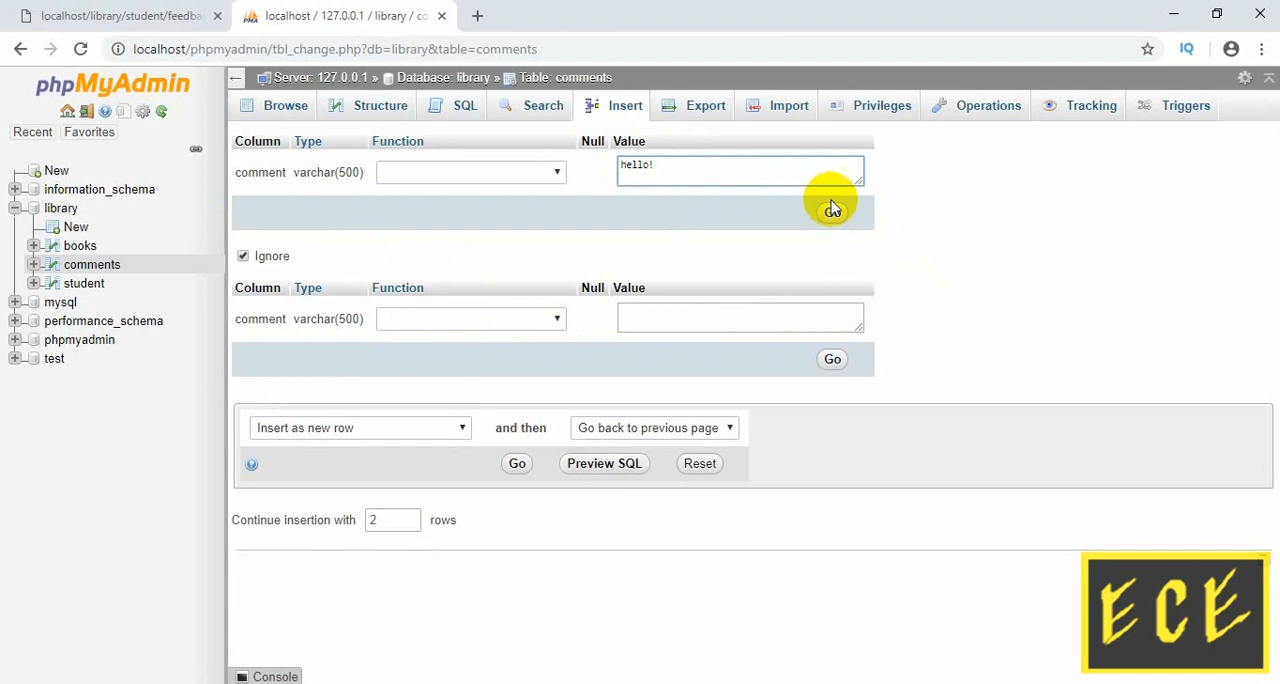 localhost/library/student/feedba
localhost / 127.0.0.1 / library / co
localhost/phpmyadmin/tbl_change.php?db=library&table=comments
IQ
phpMyAdmin
Recent Favorites
New
information_schema
library
New
books
comments
student
mysql
performance_schema
phpmyadmin
test
Server: 127.0.0.1 » Database: library » Table: comments
Browse Structure SQL Search Insert Export Import Privileges Operations Tracking Triggers
Column Type Function Null Value
comment varchar(500) hello!
Go
Ignore
Column Type Function Null Value
comment varchar(500)
Go
Insert as new row and then Go back to previous page
Go Preview SQL Reset
Continue insertion with 2 rows
Console
ECE